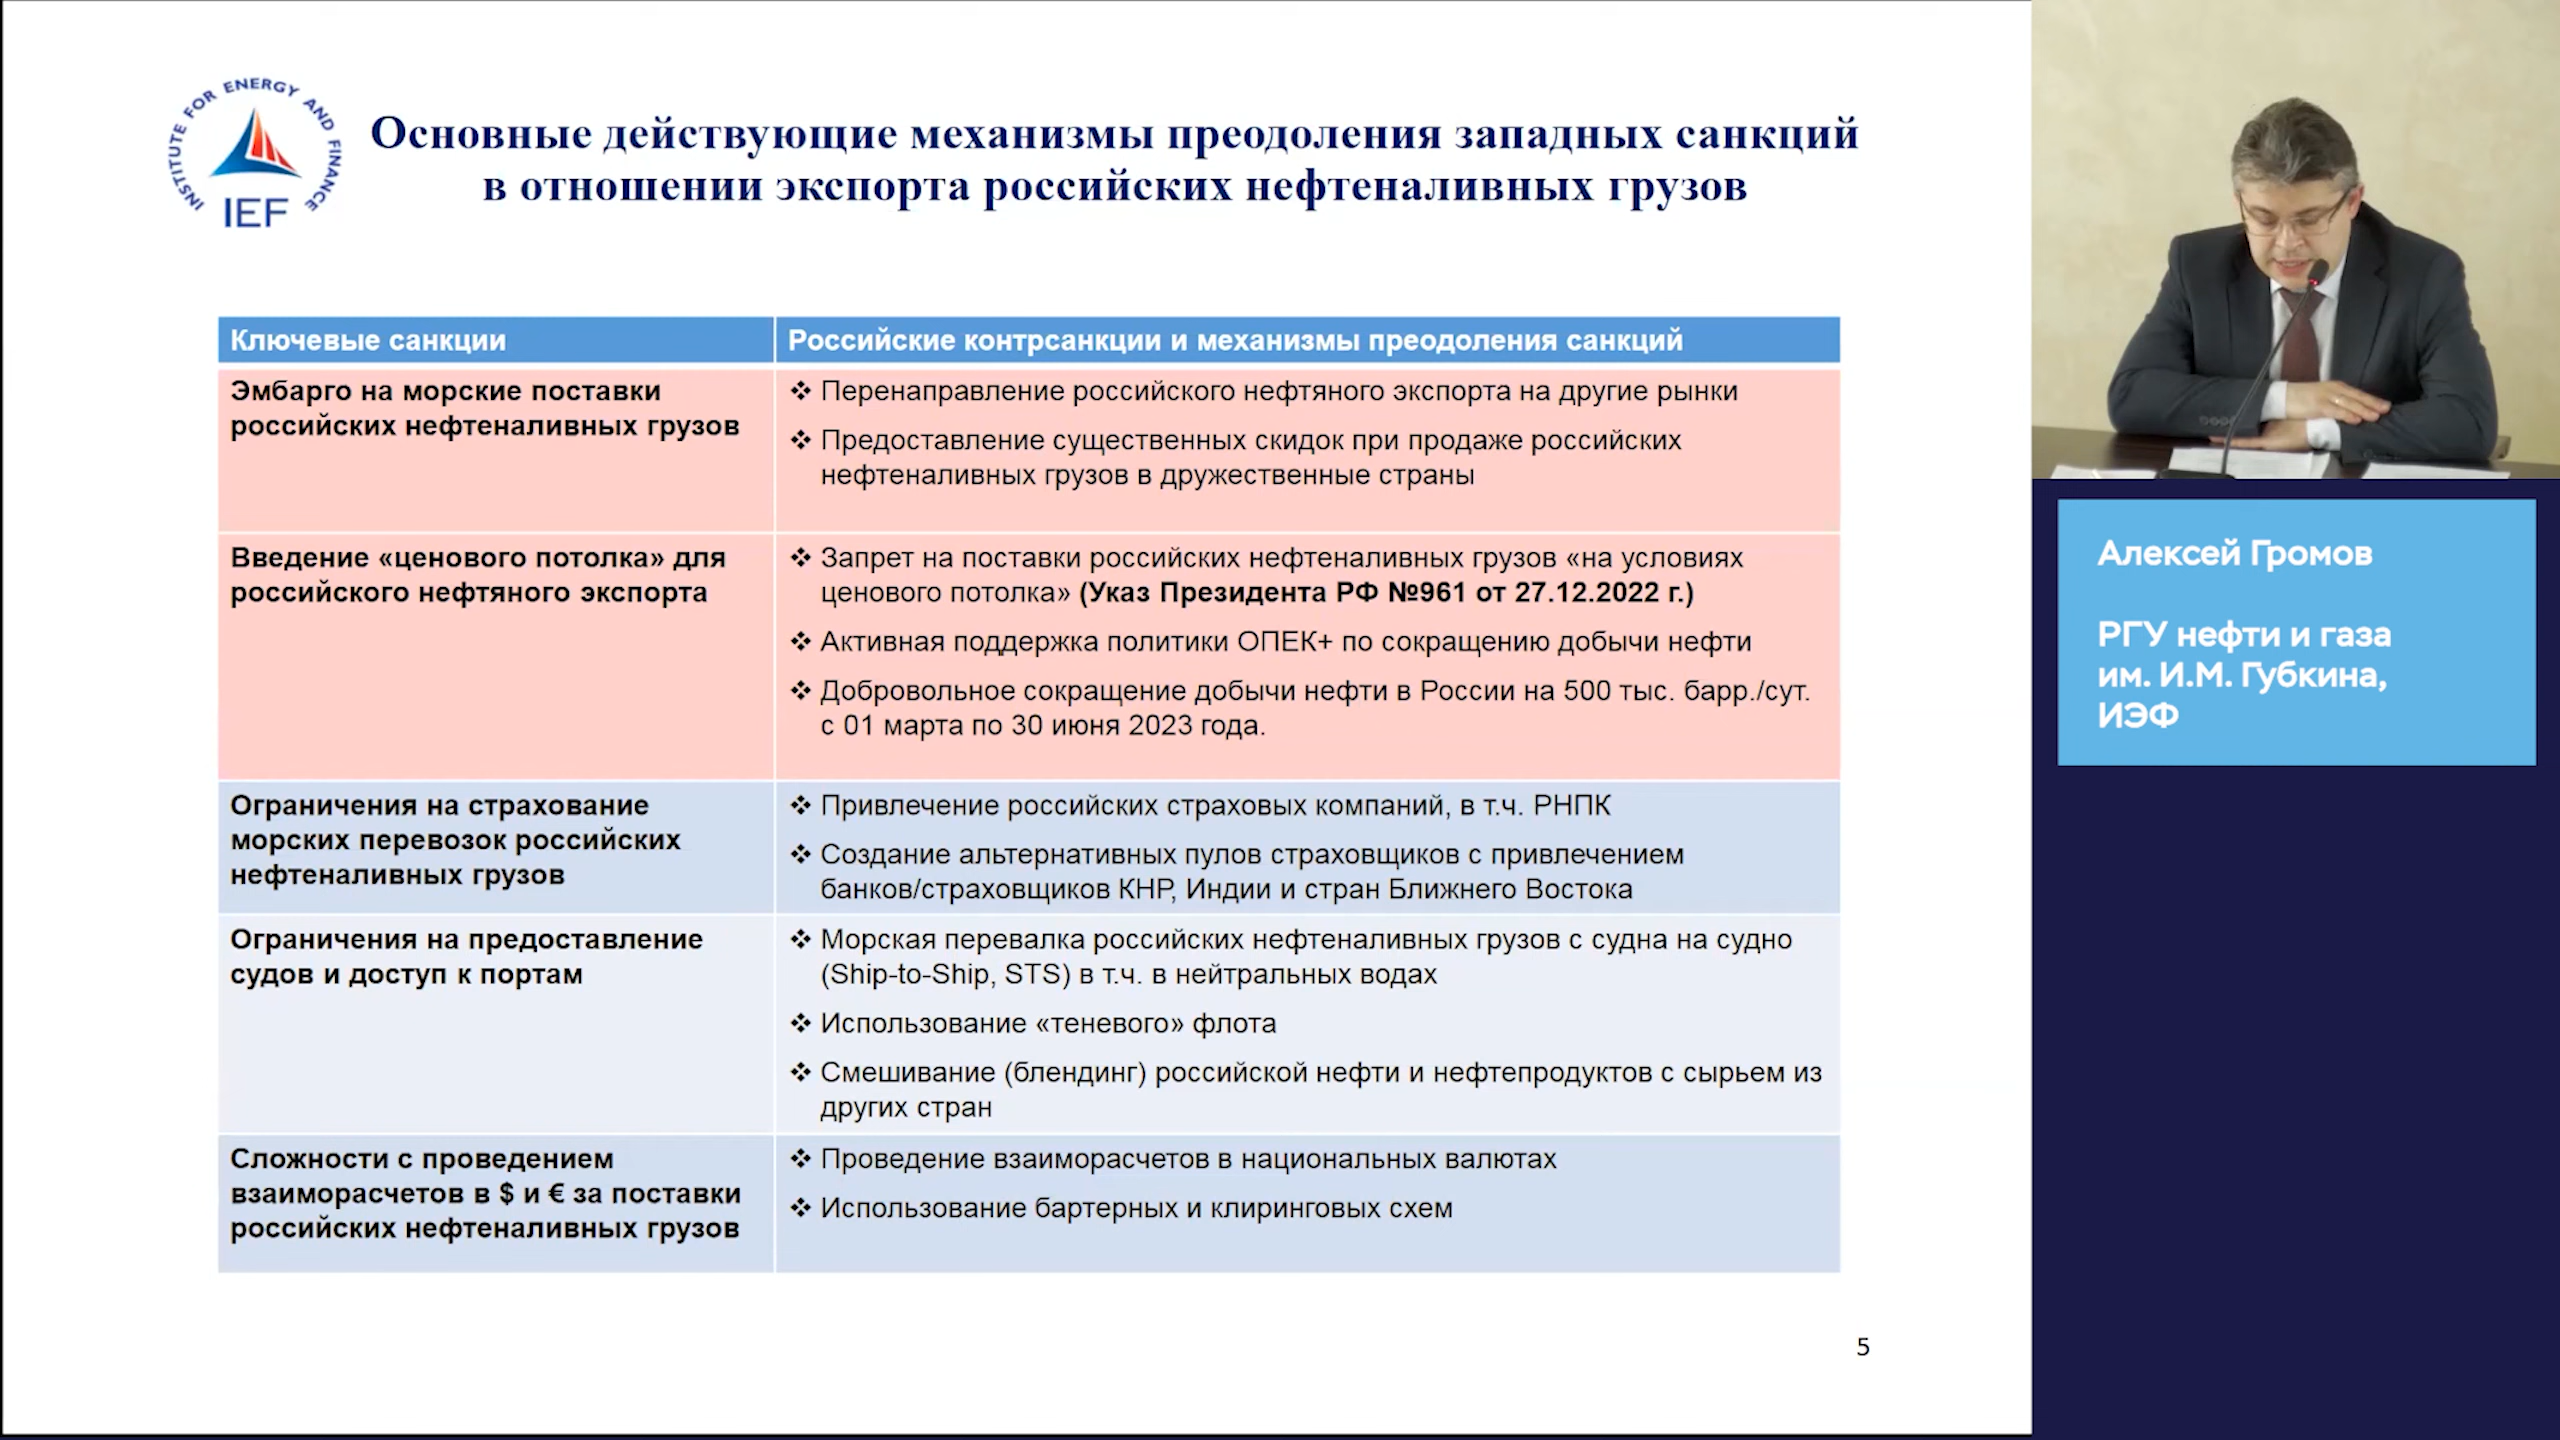 INSTITUTE FOR ENERGY AND FINANCE
IEF
Основные действующие механизмы преодоления западных санкций
в отношении экспорта российских нефтеналивных грузов
Ключевые санкции
Российские контрсанкции и механизмы преодоления санкций
Эмбарго на морские поставки
российских нефтеналивных грузов
❖ Перенаправление российского нефтяного экспорта на другие рынки
❖ Предоставление существенных скидок при продаже российских
нефтеналивных грузов в дружественные страны
Введение «ценового потолка» для
российского нефтяного экспорта
❖ Запрет на поставки российских нефтеналивных грузов «на условиях
ценового потолка» (Указ Президента РФ №961 от 27.12.2022 г.)
❖ Активная поддержка политики ОПЕК+ по сокращению добычи нефти
❖ Добровольное сокращение добычи нефти в России на 500 тыс. барр./сут.
с 01 марта по 30 июня 2023 года.
Ограничения на страхование
морских перевозок российских
нефтеналивных грузов
❖ Привлечение российских страховых компаний, в т.ч. РНПК
❖ Создание альтернативных пулов страховщиков с привлечением
банков/страховщиков КНР, Индии и стран Ближнего Востока
Ограничения на предоставление
судов и доступ к портам
❖ Морская перевалка российских нефтеналивных грузов с судна на судно
(Ship-to-Ship, STS) в т.ч. в нейтральных водах
❖ Использование «теневого» флота
❖ Смешивание (блендинг) российской нефти и нефтепродуктов с сырьем из
других стран
Сложности с проведением
взаиморасчетов в $ и € за поставки
российских нефтеналивных грузов
❖ Проведение взаиморасчетов в национальных валютах
❖ Использование бартерных и клиринговых схем
5
Алексей Громов
РГУ нефти и газа
им. И.М. Губкина,
ИЭФ